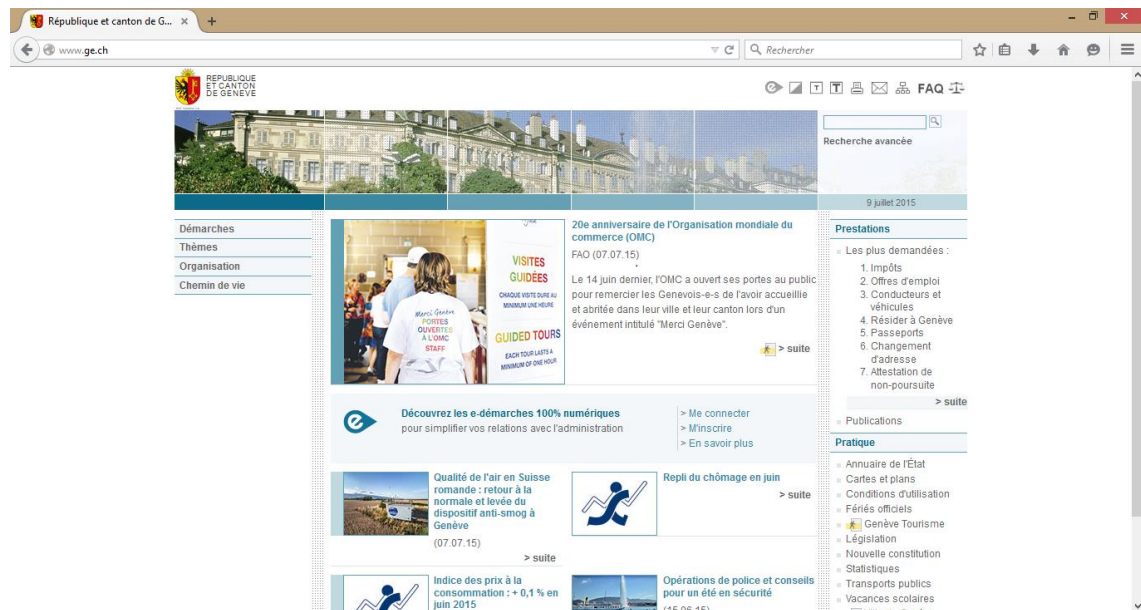 République et canton de G...
www.ge.ch
Rechercher
REPUBLIQUE
ET CANTON
DE GENEVE
FAQ
Recherche avancée
9 juillet 2015
Démarches
Thèmes
Organisation
Chemin de vie
VISITES
GUIDÉES
CHAQUE VISITE DURE AU
MINIMUM UNE HEURE
GUIDED TOURS
EACH TOUR LASTS A
MINIMUM OF ONE HOUR
Merci Genève
PORTES
OUVERTES
À L'OMC
STAFF
20e anniversaire de l'Organisation mondiale du
commerce (OMC)
FAO (07.07.15)
Le 14 juin dernier, l'OMC a ouvert ses portes au public
pour remercier les Genevois-e-s de l'avoir accueillie
et abritée dans leur ville et leur canton lors d'un
événement intitulé "Merci Genève".
> suite
Découvrez les e-démarches 100% numériques
pour simplifier vos relations avec l'administration
> Me connecter
> M'inscrire
> En savoir plus
Qualité de l'air en Suisse
romande : retour à la
normale et levée du
dispositif anti-smog à
Genève
(07.07.15)
> suite
Repli du chômage en juin
> suite
Indice des prix à la
consommation : + 0,1 % en
juin 2015
Opérations de police et conseils
pour un été en sécurité
(15.06.15)
Prestations
Les plus demandées :
1. Impôts
2. Offres d'emploi
3. Conducteurs et
véhicules
4. Résider à Genève
5. Passeports
6. Changement
d'adresse
7. Attestation de
non-poursuite
> suite
Publications
Pratique
Annuaire de l'État
Cartes et plans
Conditions d'utilisation
Fériés officiels
Genève Tourisme
Législation
Nouvelle constitution
Statistiques
Transports publics
Vacances scolaires